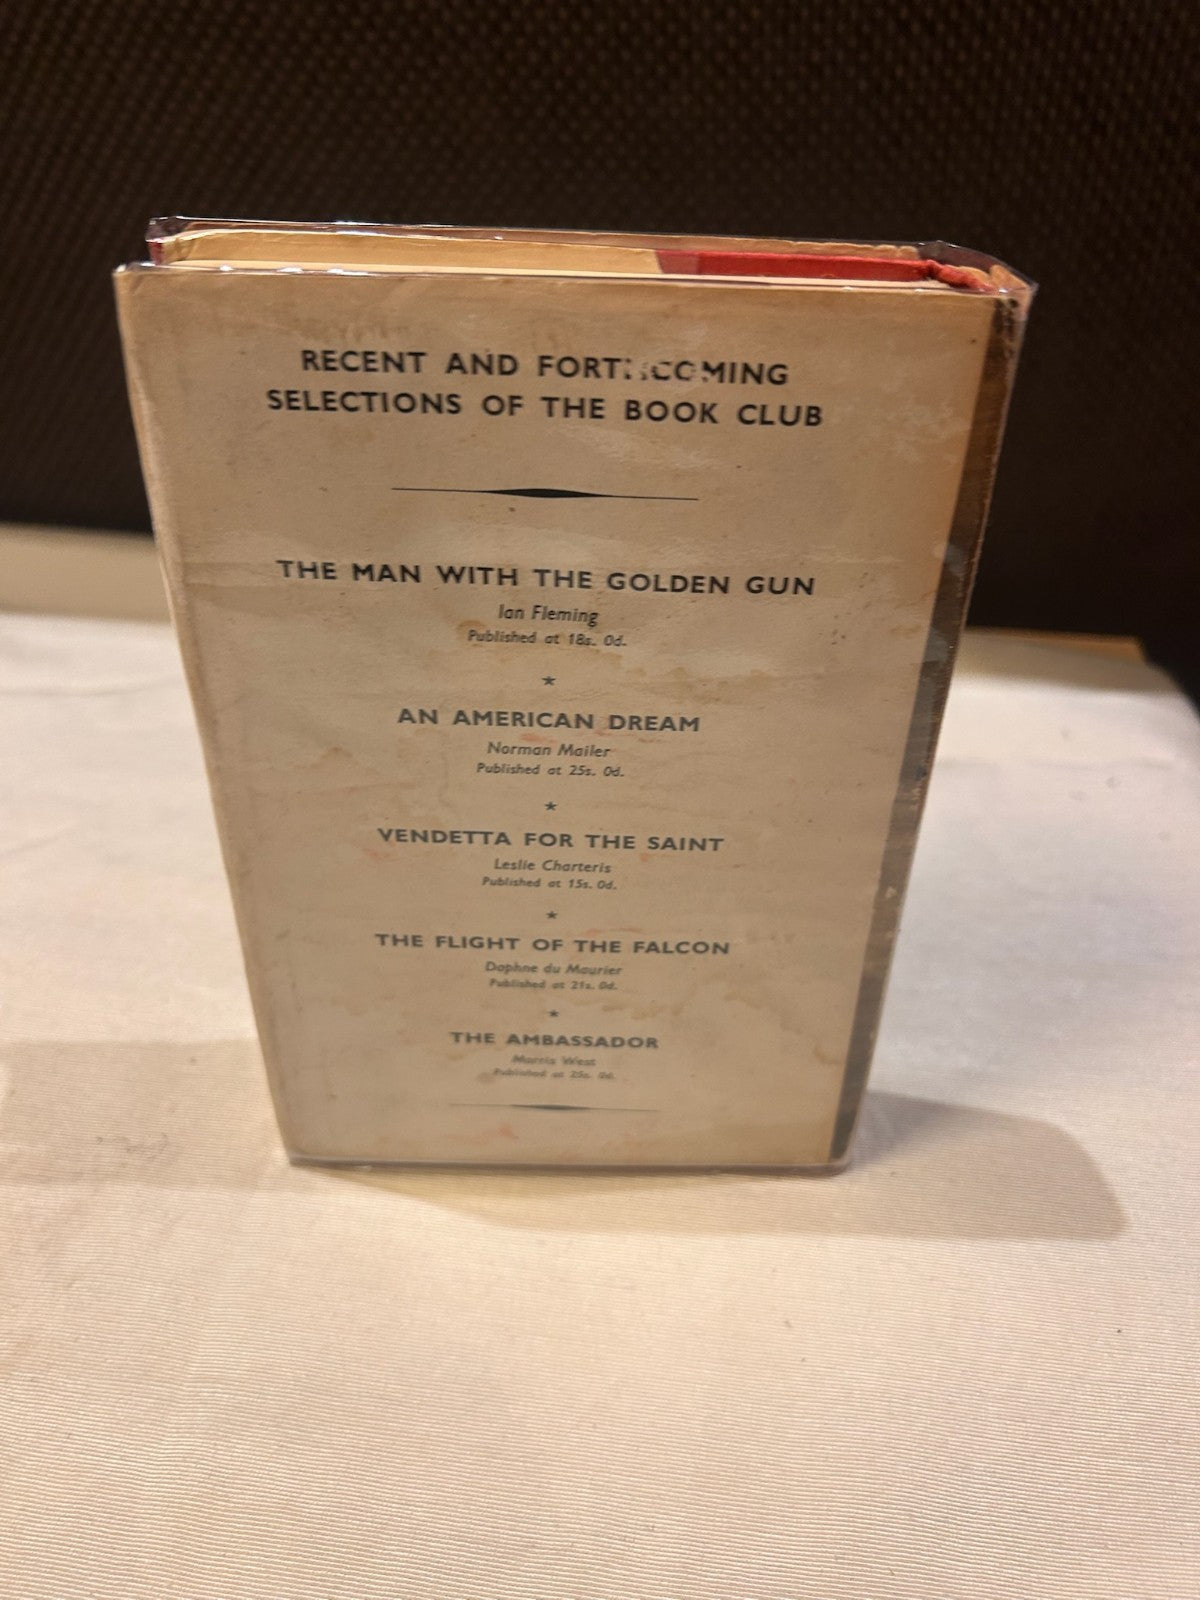 RECENT AND FORTHCOMING
SELECTIONS OF THE BOOK CLUB
THE MAN WITH THE GOLDEN GUN
Ian Fleming
Published at 18s. 0d.
★
AN AMERICAN DREAM
Norman Mailer
Published at 25s. 0d.
★
VENDETTA FOR THE SAINT
Leslie Charteris
Published at 15s. 0d.
★
THE FLIGHT OF THE FALCON
Daphne du Maurier
Published at 21s. 0d.
★
THE AMBASSADOR
Morris West
Published at 25s. 0d.